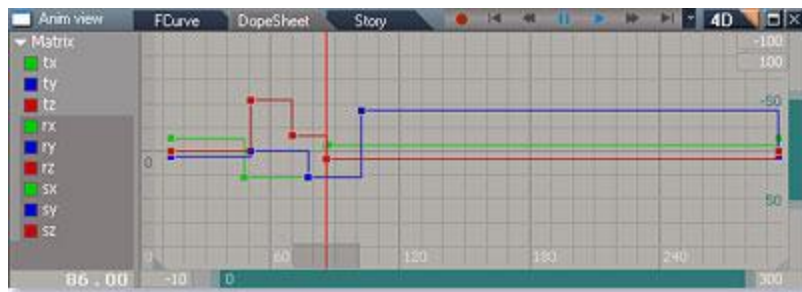 Anim view FCurve DopeSheet Story 4D
Matrix
tx
ty
tz
rx
ry
rz
sx
sy
sz
-100
100
-50
0
50
0 60 120 180 240
86.00 -10 0 300